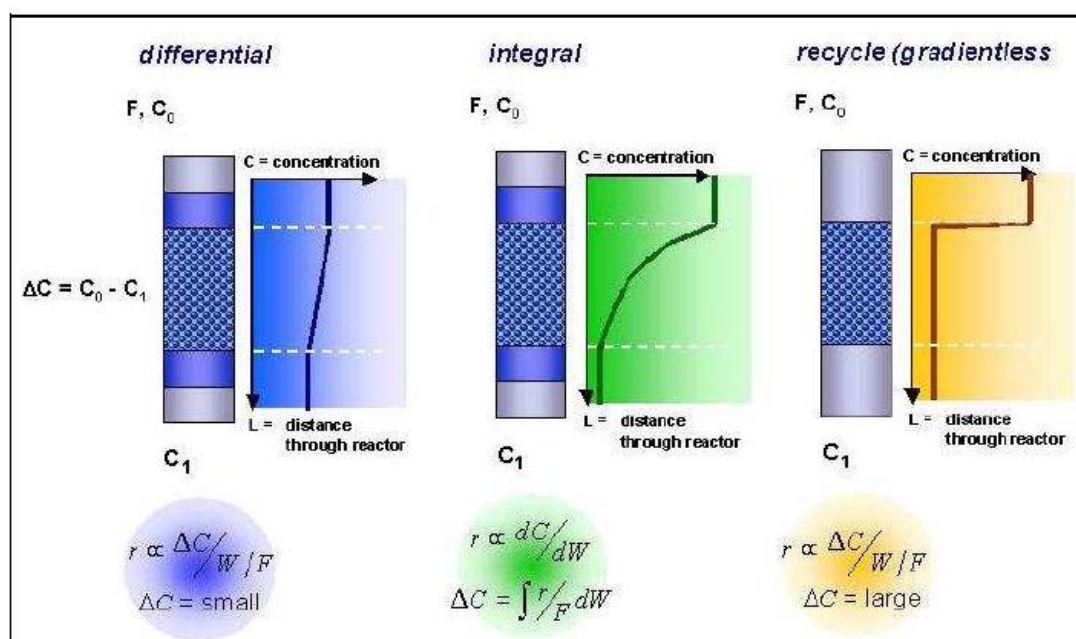 differential
integral
recycle (gradientless
F, C₀
F, C₀
F, C₀
C = concentration
C = concentration
C = concentration
ΔC = C₀ - C₁
L = distance
through reactor
L = distance
through reactor
L = distance
through reactor
C₁
C₁
C₁
r ∝ ΔC/W/F
ΔC = small
r ∝ dC/dW
ΔC = ∫ r/F dW
r ∝ ΔC/W/F
ΔC = large